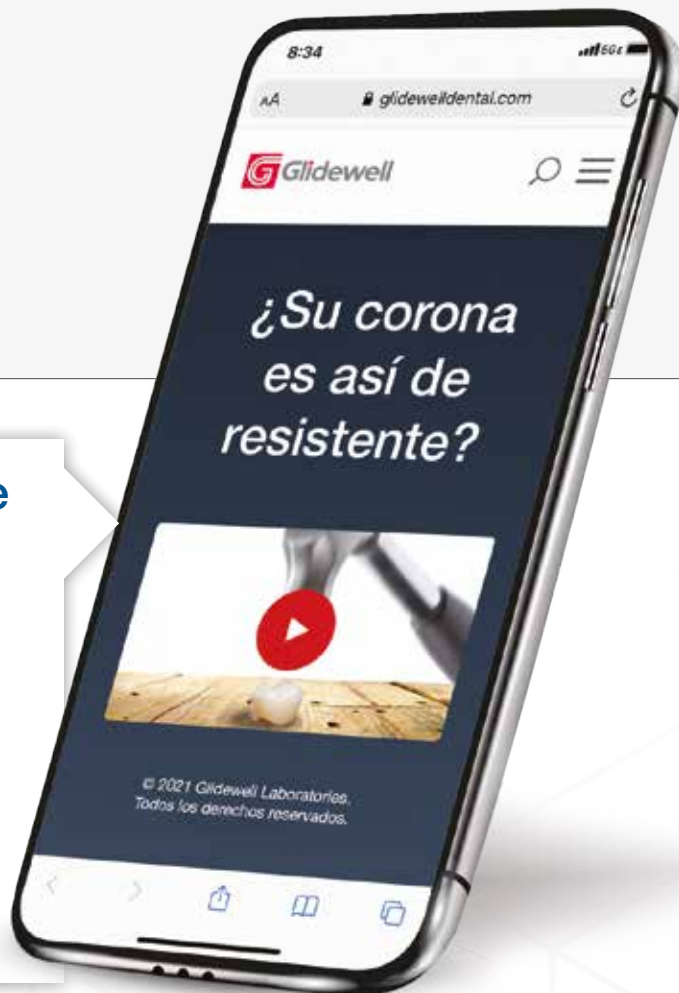 8:34
AA glidewelldental.com
Glidewell
¿Su corona
es así de
resistente?
© 2021 Glidewell Laboratories.
Todos los derechos reservados.
e